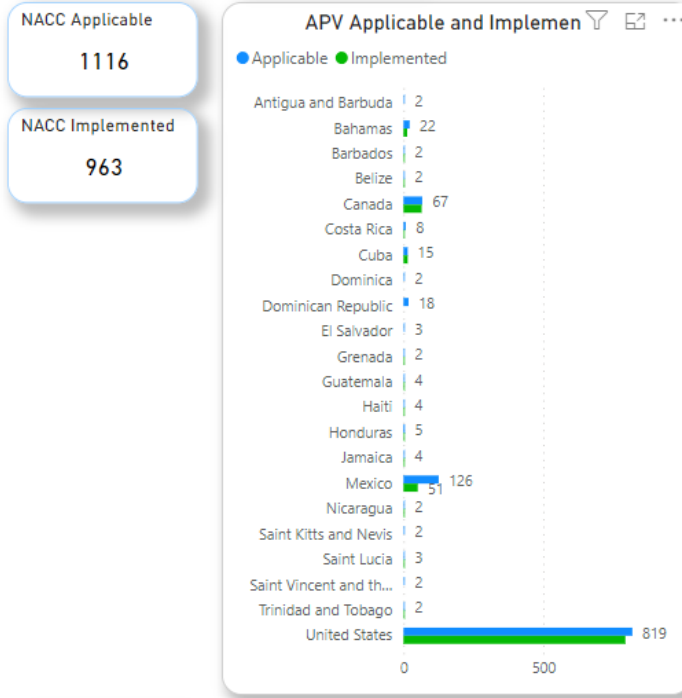 NACC Applicable
1116
NACC Implemented
963
APV Applicable and Implemen
Applicable Implemented
Antigua and Barbuda 2
Bahamas 22
Barbados 2
Belize 2
Canada 67
Costa Rica 8
Cuba 15
Dominica 2
Dominican Republic 18
El Salvador 3
Grenada 2
Guatemala 4
Haiti 4
Honduras 5
Jamaica 4
Mexico 126
51
Nicaragua 2
Saint Kitts and Nevis 2
Saint Lucia 3
Saint Vincent and th... 2
Trinidad and Tobago 2
United States 819
0 500